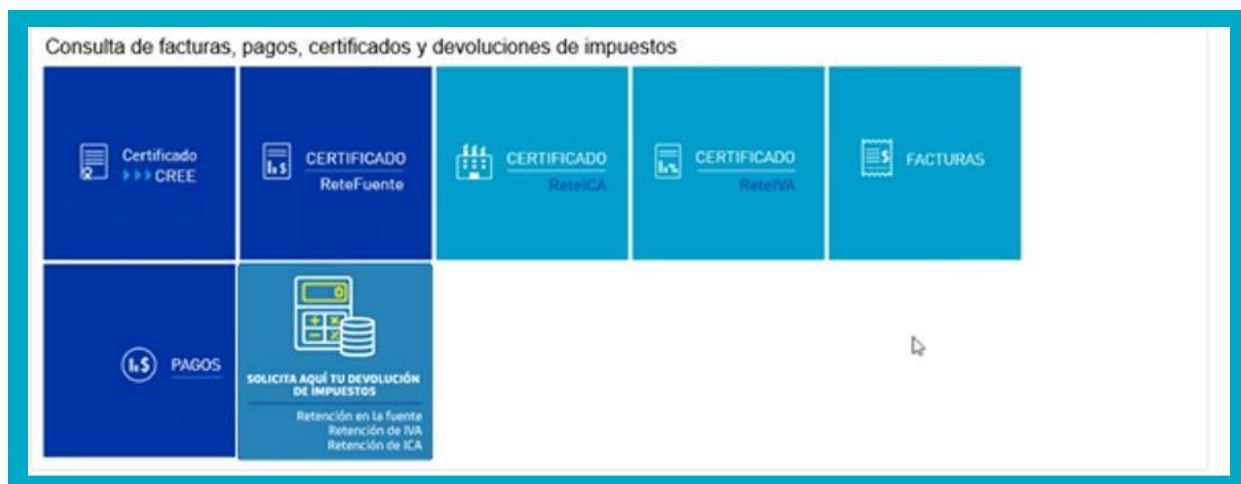 Consulta de facturas, pagos, certificados y devoluciones de impuestos
Certificado
CREE
CERTIFICADO
ReteFuente
CERTIFICADO
ReteICA
CERTIFICADO
ReteIVA
$ FACTURAS
$ PAGOS
0
SOLICITA AQUÍ TU DEVOLUCIÓN
DE IMPUESTOS
Retención en la fuente
Retención de IVA
Retención de ICA